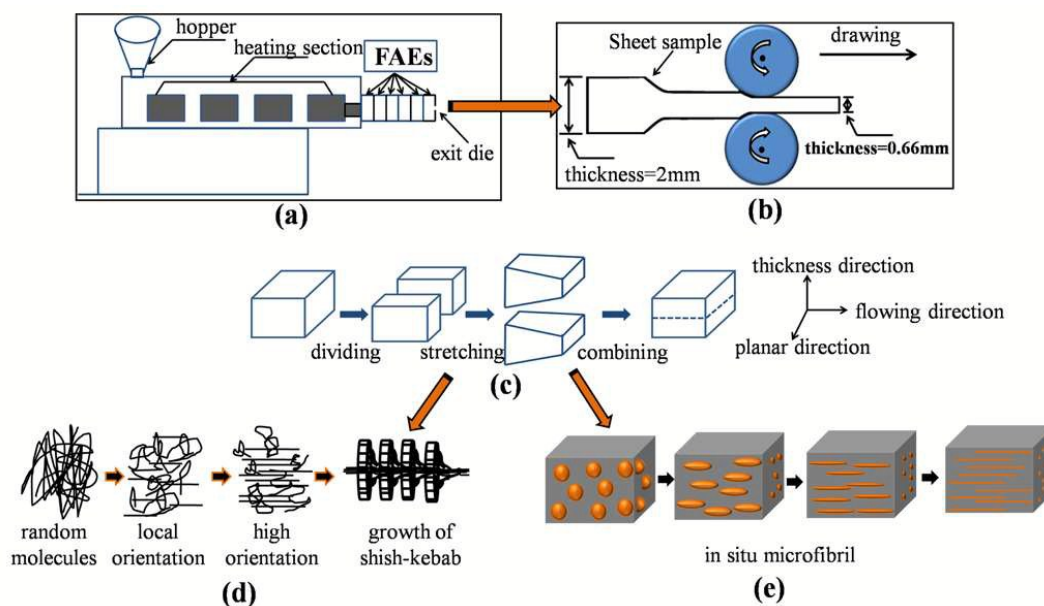 hopper
heating section
FAEs
exit die
(a)
Sheet sample
drawing
thickness=2mm
thickness=0.66mm
(b)
dividing
stretching
combining
thickness direction
flowing direction
planar direction
(c)
random
molecules
local
orientation
high
orientation
growth of
shish-kebab
(d)
in situ microfibril
(e)